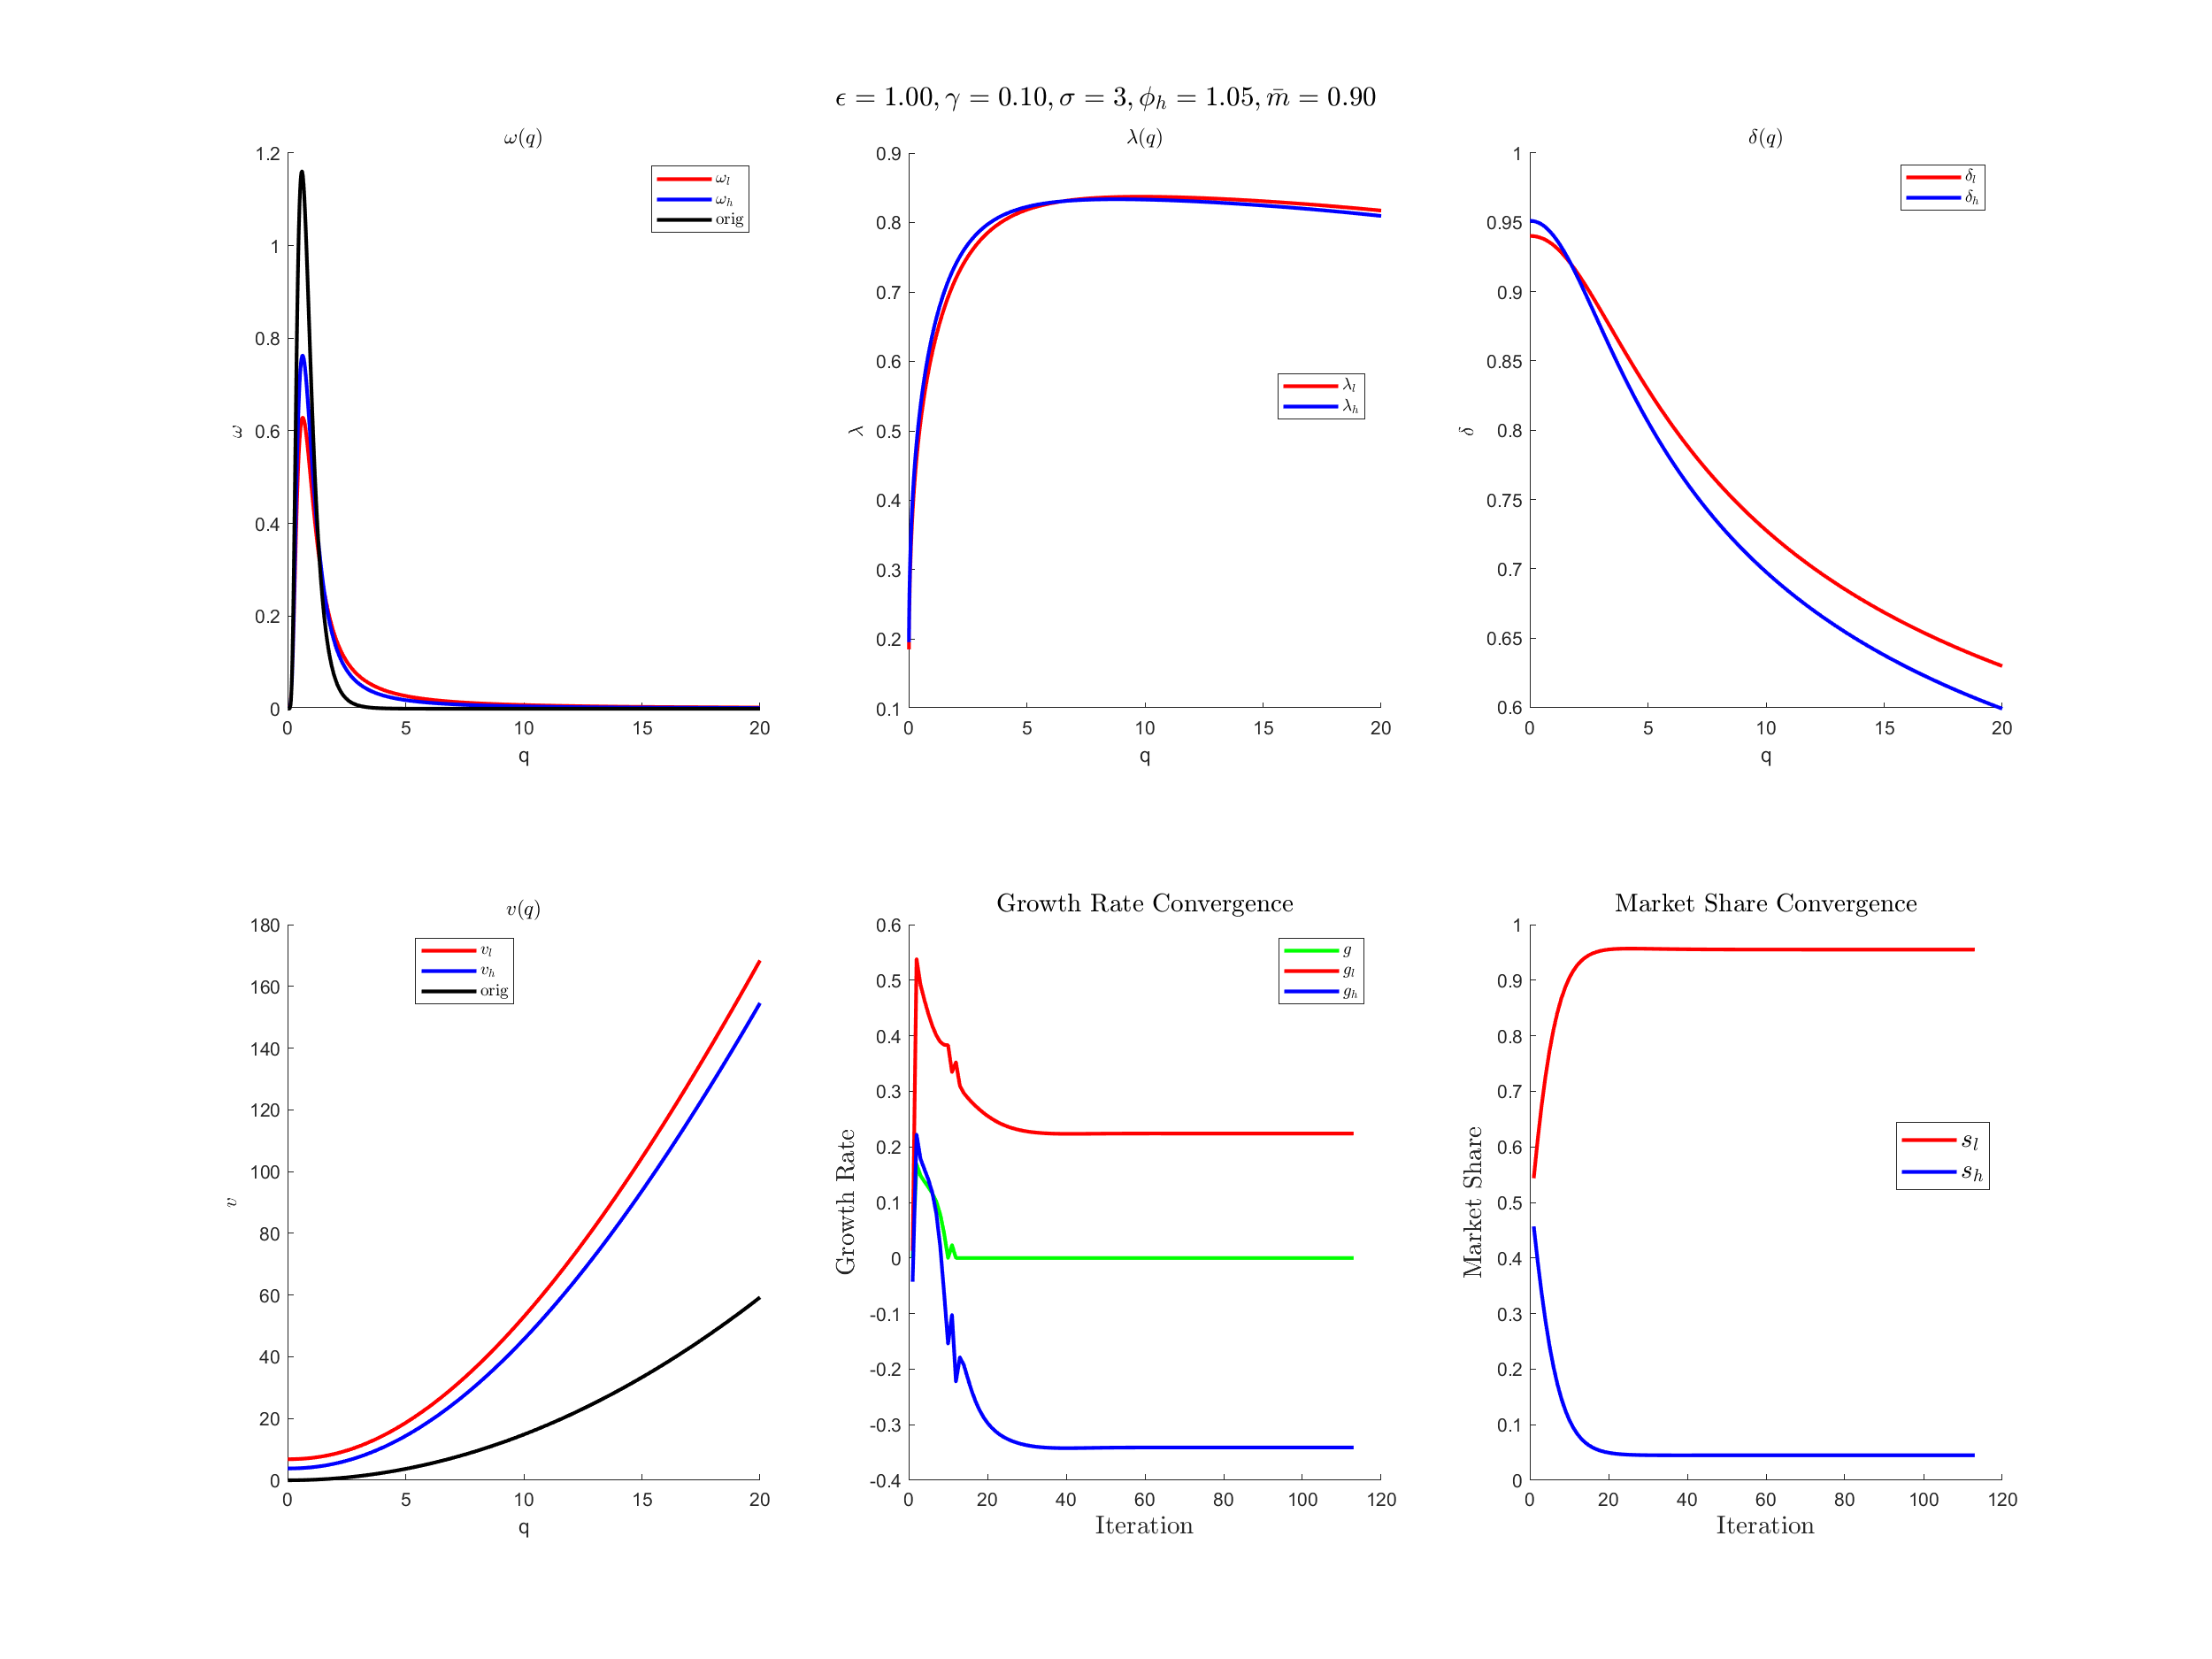 ϵ = 1.00, γ = 0.10, σ = 3, ϕ_h = 1.05, m̄ = 0.90
ω(q)
1.2
1
0.8
0.6
0.4
0.2
0
ω
0 5 10 15 20
q
ω_l
ω_h
orig
λ(q)
0.9
0.8
0.7
0.6
0.5
0.4
0.3
0.2
0.1
λ
0 5 10 15 20
q
λ_l
λ_h
δ(q)
1
0.95
0.9
0.85
0.8
0.75
0.7
0.65
0.6
δ
0 5 10 15 20
q
δ_l
δ_h
v(q)
180
160
140
120
100
80
60
40
20
0
v
0 5 10 15 20
q
v_l
v_h
orig
Growth Rate Convergence
0.6
0.5
0.4
0.3
0.2
0.1
0
-0.1
-0.2
-0.3
-0.4
Growth Rate
0 20 40 60 80 100 120
Iteration
g
g_l
g_h
Market Share Convergence
1
0.9
0.8
0.7
0.6
0.5
0.4
0.3
0.2
0.1
0
Market Share
0 20 40 60 80 100 120
Iteration
s_l
s_h